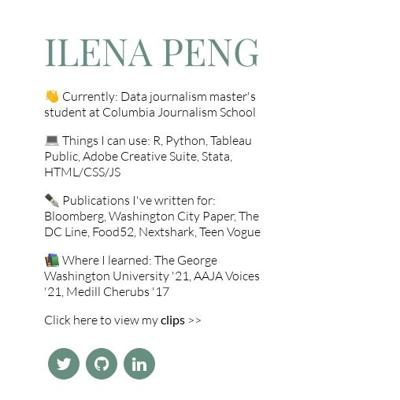 ILENA PENG
👋 Currently: Data journalism master's
student at Columbia Journalism School
💻 Things I can use: R, Python, Tableau
Public, Adobe Creative Suite, Stata,
HTML/CSS/JS
✒️ Publications I've written for:
Bloomberg, Washington City Paper, The
DC Line, Food52, Nextshark, Teen Vogue
📚 Where I learned: The George
Washington University '21, AAJA Voices
'21, Medill Cherubs '17
Click here to view my clips >>
in